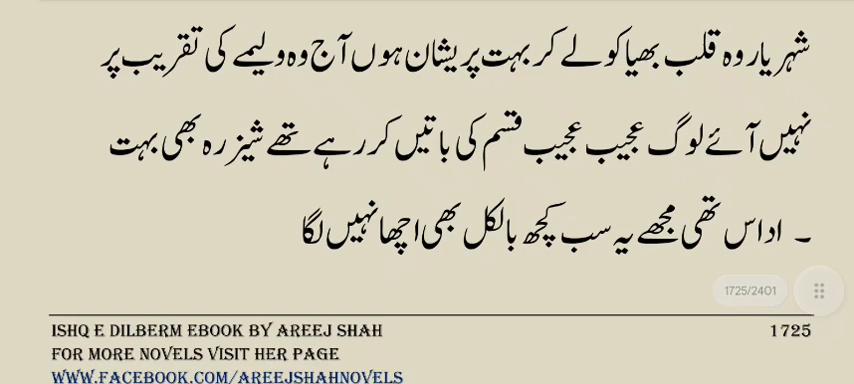 شہریار وہ قلب بھیا کو لے کر بہت پریشان ہوں آج وہ ولیمے کی تقریب پر
نہیں آئے لوگ عجیب عجیب قسم کی باتیں کر رہے تھے شیزرہ بھی بہت
۔ اداس تھی مجھے یہ سب کچھ بالکل بھی اچھا نہیں لگا
1725/2401
ISHQ E DILBERM EBOOK BY AREEJ SHAH 1725
FOR MORE NOVELS VISIT HER PAGE
WWW.FACEBOOK.COM/AREEJSHAHNOVELS